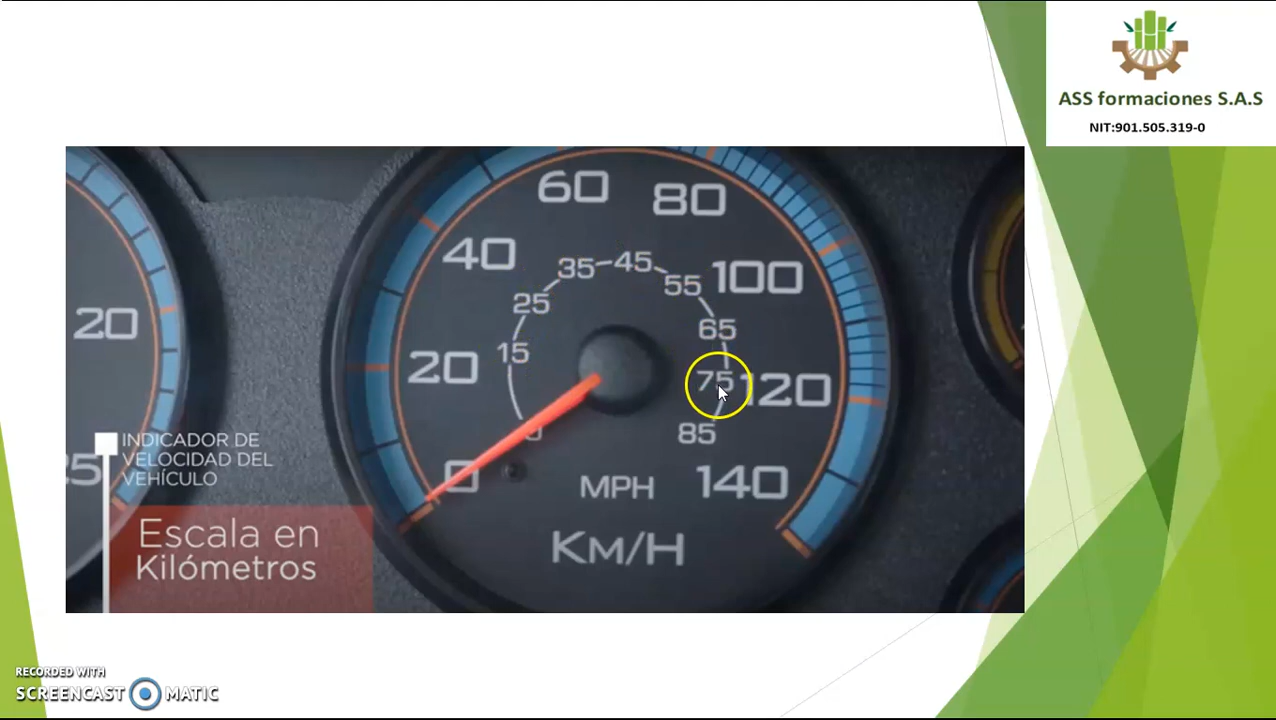 ASS formaciones S.A.S
NIT:901.505.319-0
60
80
40
35
45
100
25
55
20
65
15
20
75
120
0
85
INDICADOR DE
VELOCIDAD DEL
VEHÍCULO
25
0
MPH
140
Escala en
Kilómetros
KM/H
RECORDED WITH
SCREENCAST MATIC